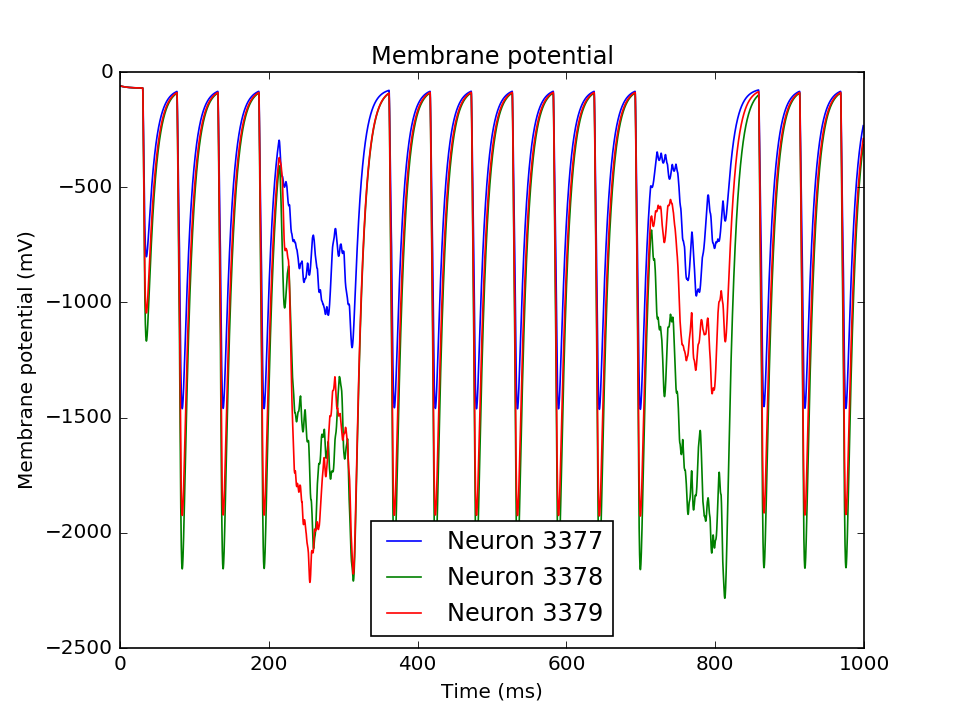 Membrane potential
0
−500
−1000
−1500
−2000
−2500
Membrane potential (mV)
Neuron 3377
Neuron 3378
Neuron 3379
0 200 400 600 800 1000
Time (ms)